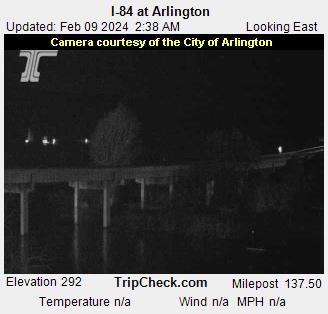 I-84 at Arlington
Updated: Feb 09 2024 2:38 AM Looking East
Camera courtesy of the City of Arlington
Elevation 292 TripCheck.com Milepost 137.50
Temperature n/a Wind n/a MPH n/a